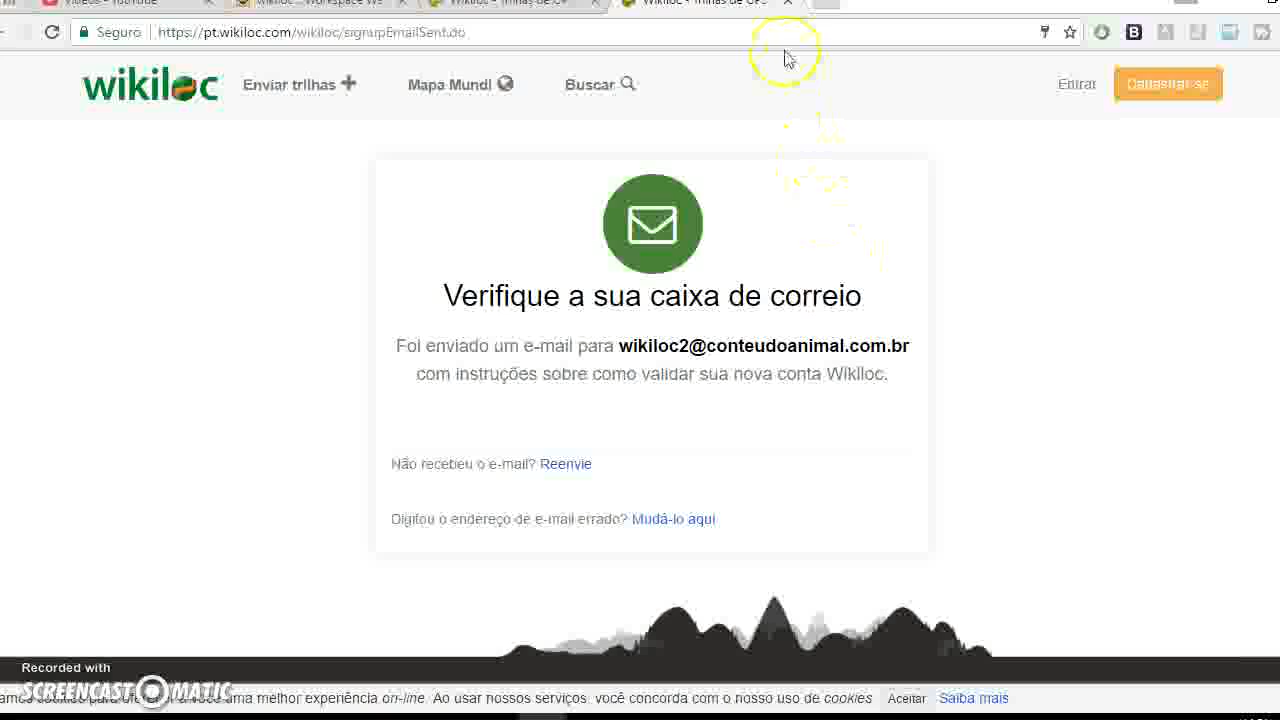 Seguro https://pt.wikiloc.com/wikiloc/signupEmailSent.do
wikiloc Enviar trilhas Mapa Mundi Buscar Entrar Cadastrar-se
Verifique a sua caixa de correio
Foi enviado um e-mail para wikiloc2@conteudoanimal.com.br
com instruções sobre como validar sua nova conta Wikiloc.
Não recebeu o e-mail? Reenvie
Digitou o endereço de e-mail errado? Mudá-lo aqui
Recorded with
SCREENCAST MATIC
uma melhor experiência on-line. Ao usar nossos serviços, você concorda com o nosso uso de cookies Aceitar Saiba mais